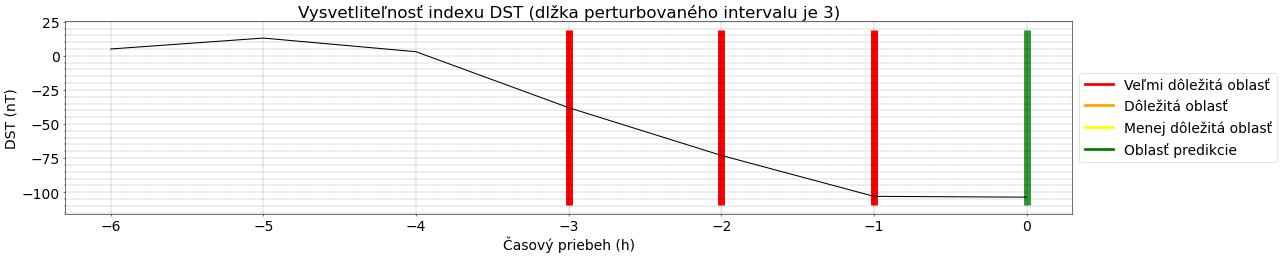 Vysvetliteľnosť indexu DST (dĺžka perturbovaného intervalu je 3)
25
0
−25
−50
−75
−100
DST (nT)
−6 −5 −4 −3 −2 −1 0
Časový priebeh (h)
Veľmi dôležitá oblasť
Dôležitá oblasť
Menej dôležitá oblasť
Oblasť predikcie